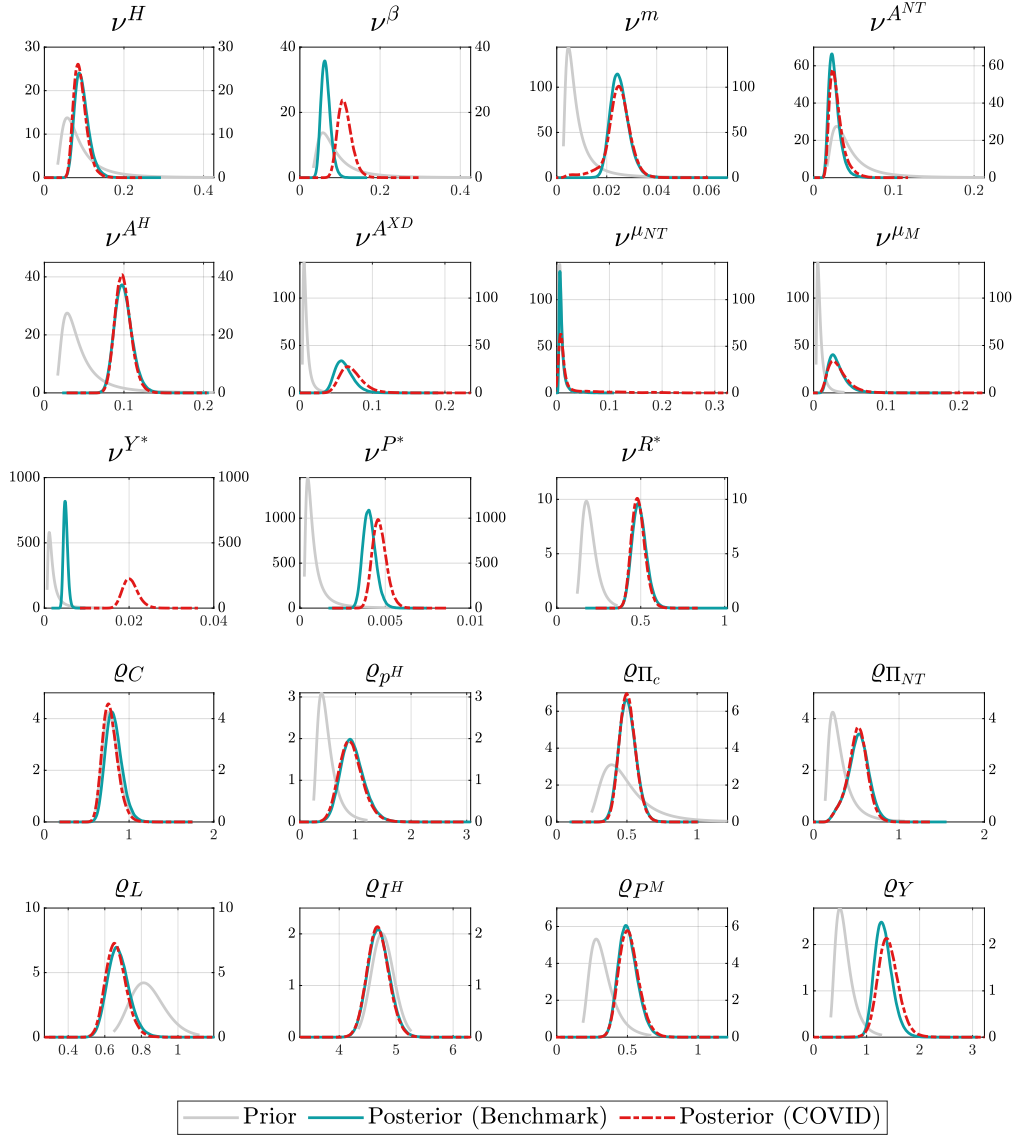 ν^H ν^β ν^m ν^{A^{NT}}
30 30 40 40 60 60
20 20 20 20 100 100 40 40
10 10 50 50 20 20
0 0 0 0 0 0 0 0
0 0.2 0.4 0 0.2 0.4 0 0.02 0.04 0.06 0 0.1 0.2
ν^{A^H} ν^{A^{XD}} ν^{μ_{NT}} ν^{μ_M}
40 40 100 100 100 100 100 100
20 20 50 50 50 50 50 50
0 0 0 0 0 0 0 0
0 0.1 0.2 0 0.1 0.2 0 0.1 0.2 0.3 0 0.1 0.2
ν^{Y*} ν^{P*} ν^{R*}
1000 1000 1000 1000 10 10
500 500 500 500 5 5
0 0 0 0 0 0
0 0.02 0.04 0 0.005 0.01 0 0.5 1
ϱ_C ϱ_{p^H} ϱ_{Π_c} ϱ_{Π_{NT}}
4 4 3 3 6 6 4 4
2 2 2 2 4 4 2 2
1 1 2 2
0 0 0 0 0 0 0 0
0 1 2 0 1 2 3 0 0.5 1 0 1 2
ϱ_L ϱ_{I^H} ϱ_{P^M} ϱ_Y
10 10 2 2 6 6 2 2
5 5 1 1 4 4 1 1
2 2
0 0 0 0 0 0 0 0
0.4 0.6 0.8 1 4 5 6 0 0.5 1 0 1 2 3
Prior Posterior (Benchmark) Posterior (COVID)